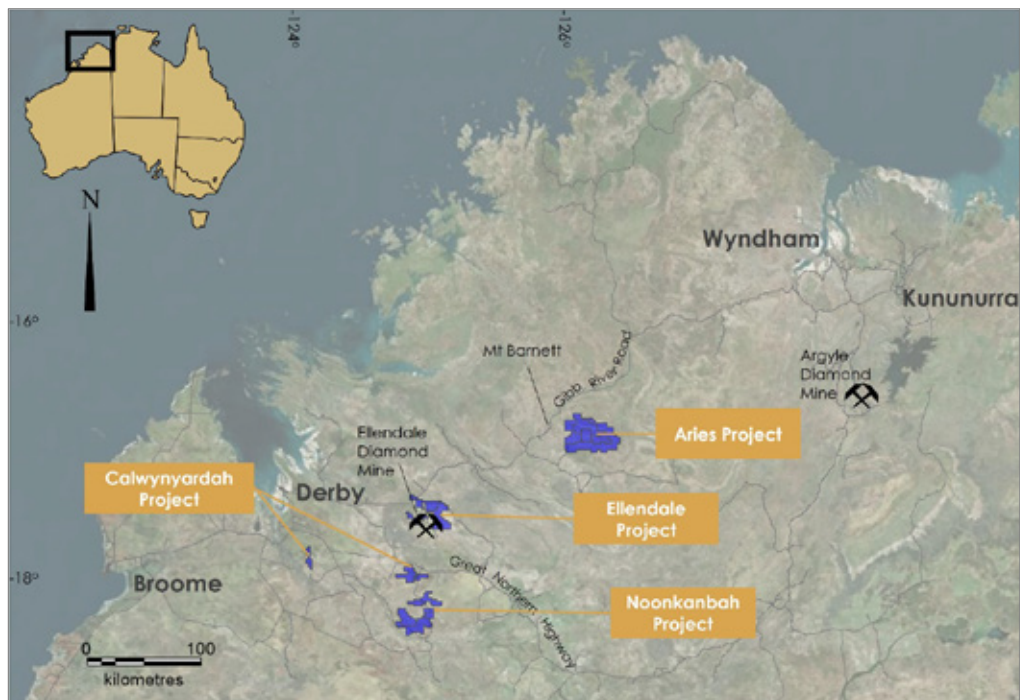 124°
126°
N
Wyndham
Kununurra
-16°
Mt Barnett
Gibb River Road
Argyle
Diamond
Mine
Aries Project
Ellendale
Diamond
Mine
Calwynyardah
Project
Derby
Ellendale
Project
-18°
Broome
Great Northern Highway
Noonkanbah
Project
0 100
kilometres